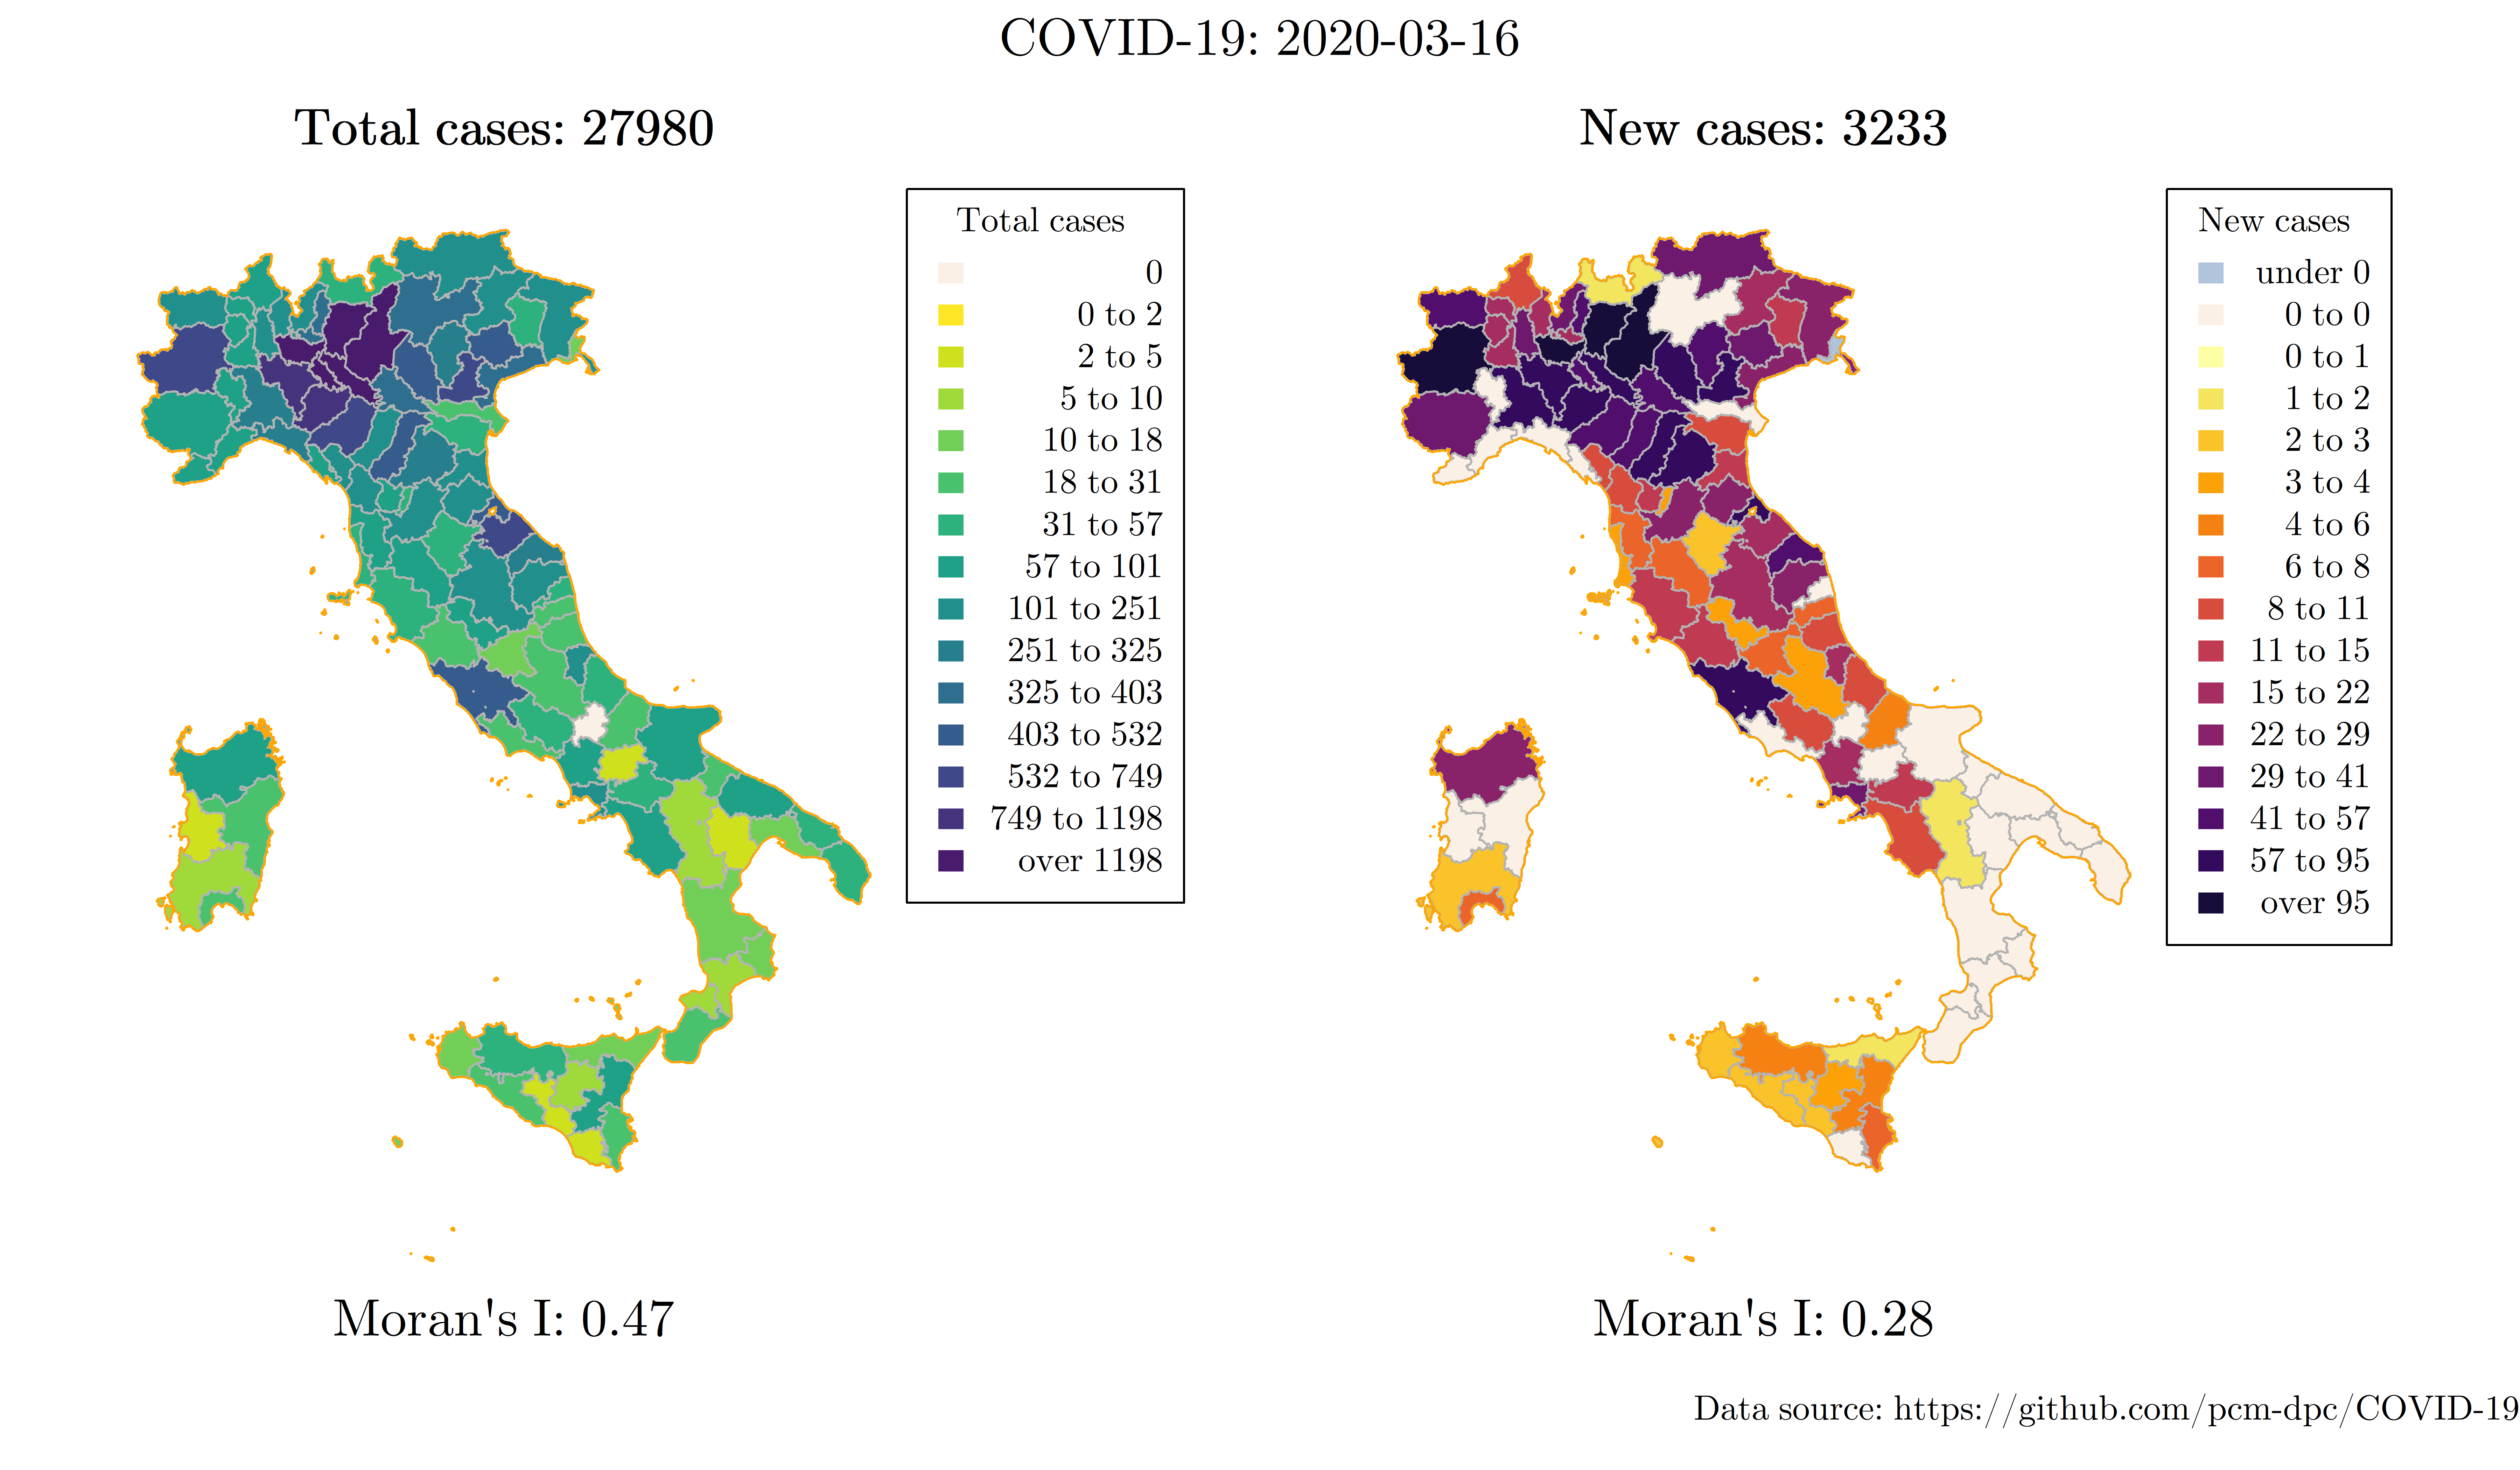 COVID-19: 2020-03-16
Total cases: 27980
Total cases
0
0 to 2
2 to 5
5 to 10
10 to 18
18 to 31
31 to 57
57 to 101
101 to 251
251 to 325
325 to 403
403 to 532
532 to 749
749 to 1198
over 1198
Moran's I: 0.47
New cases: 3233
New cases
under 0
0 to 0
0 to 1
1 to 2
2 to 3
3 to 4
4 to 6
6 to 8
8 to 11
11 to 15
15 to 22
22 to 29
29 to 41
41 to 57
57 to 95
over 95
Moran's I: 0.28
Data source: https://github.com/pcm-dpc/COVID-19